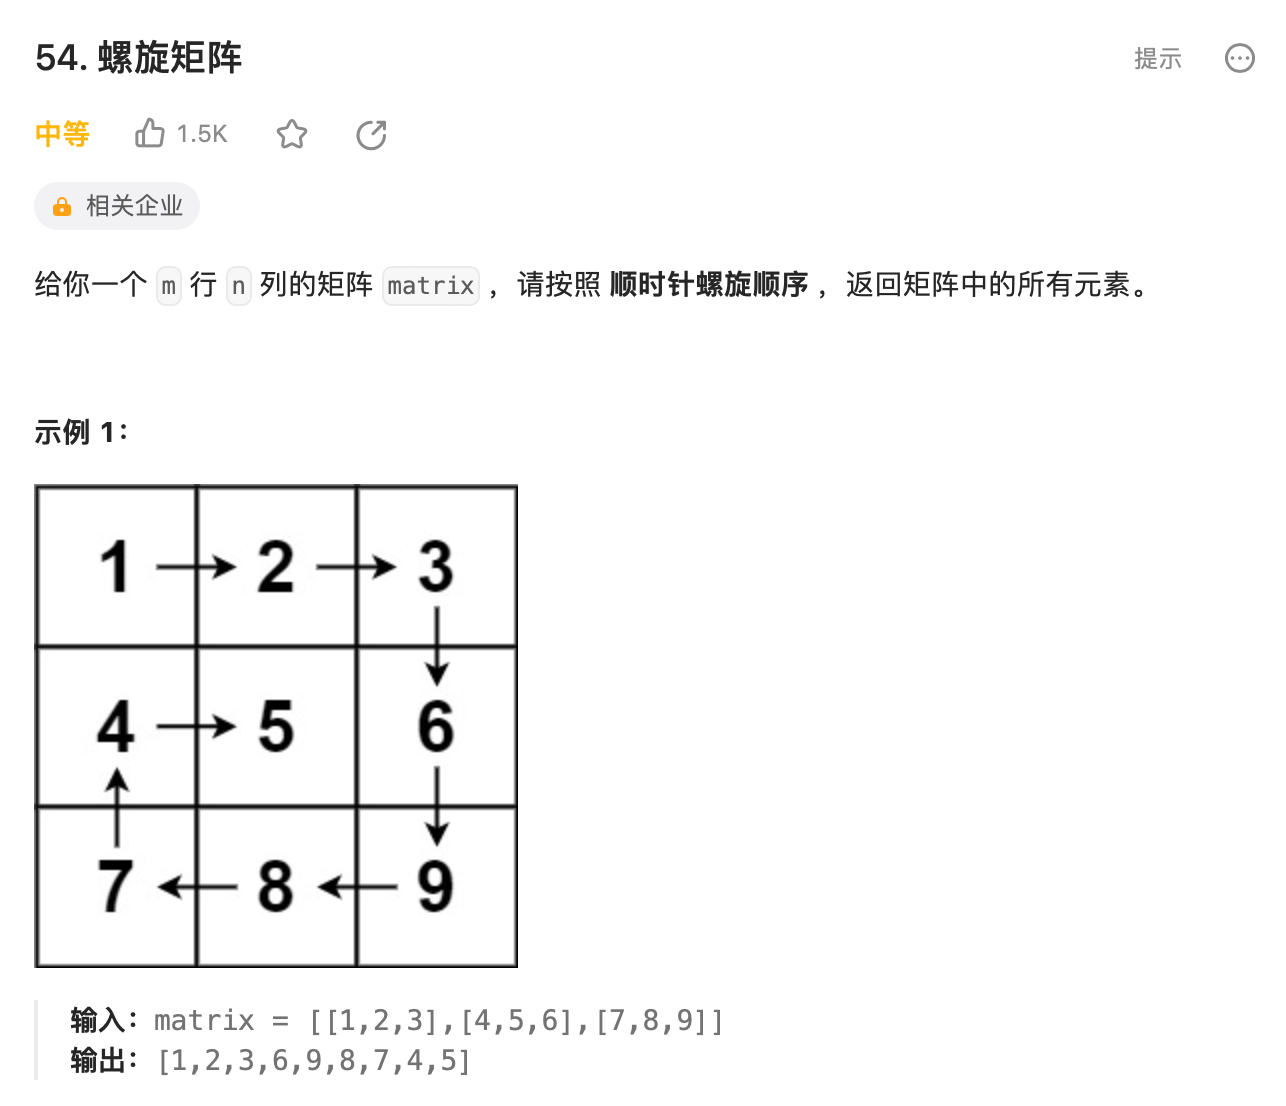 54. 螺旋矩阵
提示
中等
1.5K
相关企业
给你一个 m 行 n 列的矩阵 matrix ，请按照 顺时针螺旋顺序 ，返回矩阵中的所有元素。
示例 1：
1 2 3
4 5 6
7 8 9
输入：matrix = [[1,2,3],[4,5,6],[7,8,9]]
输出：[1,2,3,6,9,8,7,4,5]